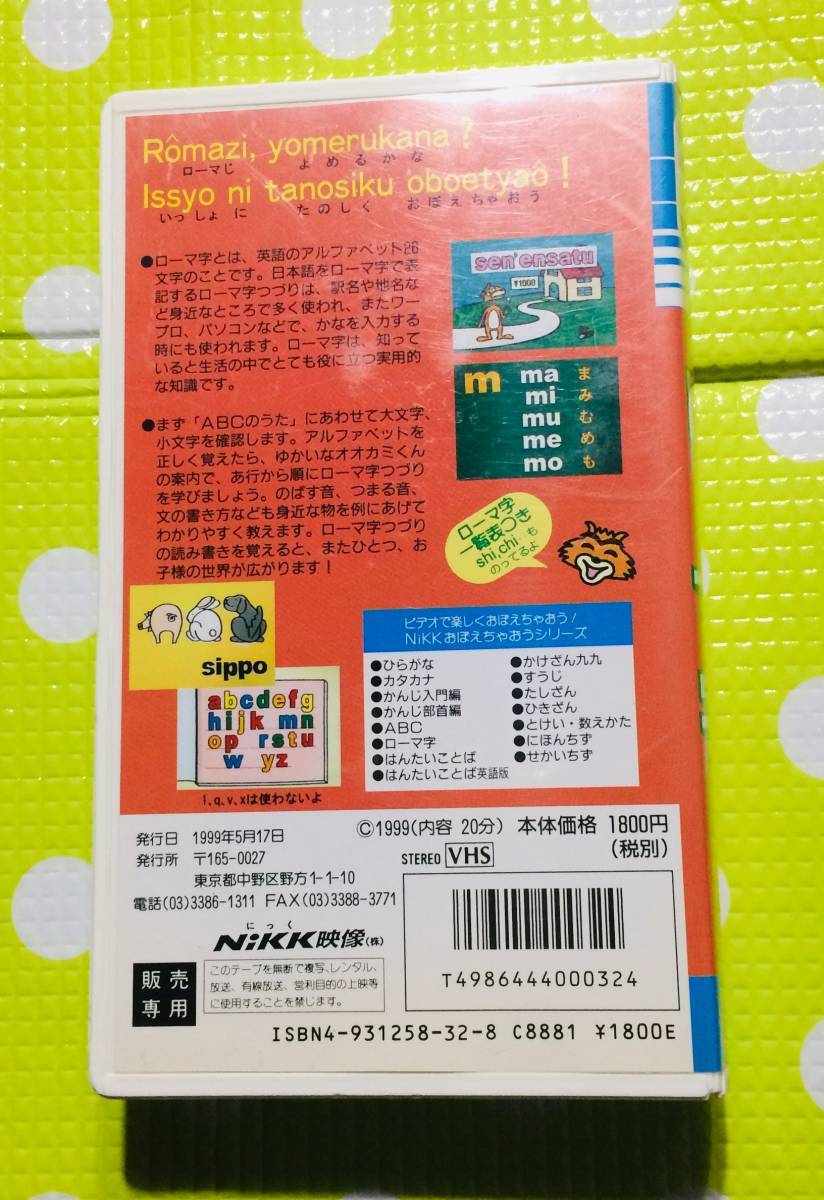 Rômazi, yomerukana ?
ローマじ よ め る か な
Issyo ni tanosiku oboetyaô !
いっしょ に た の し く お ぼ え ちゃ お う
●ローマ字とは、英語のアルファベット26
文字のことです。日本語をローマ字で表
記するローマ字つづりは、駅名や地名な
ど身近なところで多く使われ、またワー
プロ、パソコンなどで、かなを入力する
時にも使われます。ローマ字は、知って
いると生活の中でとても役に立つ実用的
な知識です。
●まず「ABCのうた」にあわせて大文字、
小文字を確認します。アルファベットを
正しく覚えたら、ゆかいなオオカミくん
の案内で、あ行から順にローマ字つづり
を学びましょう。のばす音、つまる音、
文の書き方なども身近な物を例にあげて
わかりやすく教えます。ローマ字つづり
の読み書きを覚えると、またひとつ、お
子様の世界が広がります!
sen'ensatu
¥1000
m ma ま
mi み
mu む
me め
mo も
ローマ字
一覧表つき
shi,chi も
のってるよ
sippo
abcdefg
hijk mn
op rstu
w yz
l、q、v、xは使わないよ
ビデオで楽しくおぼえちゃおう!
NiKKおぼえちゃおうシリーズ
●ひらがな
●カタカナ
●かんじ入門編
●かんじ部首編
●ABC
●ローマ字
●はんたいことば
●はんたいことば英語版
●かけざん九九
●すうじ
●たしざん
●ひきざん
●とけい・数えかた
●にほんちず
●せかいちず
発行日 1999年5月17日
発行所 〒165-0027
東京都中野区野方1-1-10
電話(03)3386-1311 FAX(03)3388-3771
にっく
NiKK映像(株)
©1999(内容 20分) 本体価格 1800円
(税別)
STEREO VHS
販売
専用
このテープを無断で複写、レンタル、
放送、有線放送、営利目的の上映等
に使用することを禁じます。
T4986444000324
ISBN4-931258-32-8 C8881 ¥1800E